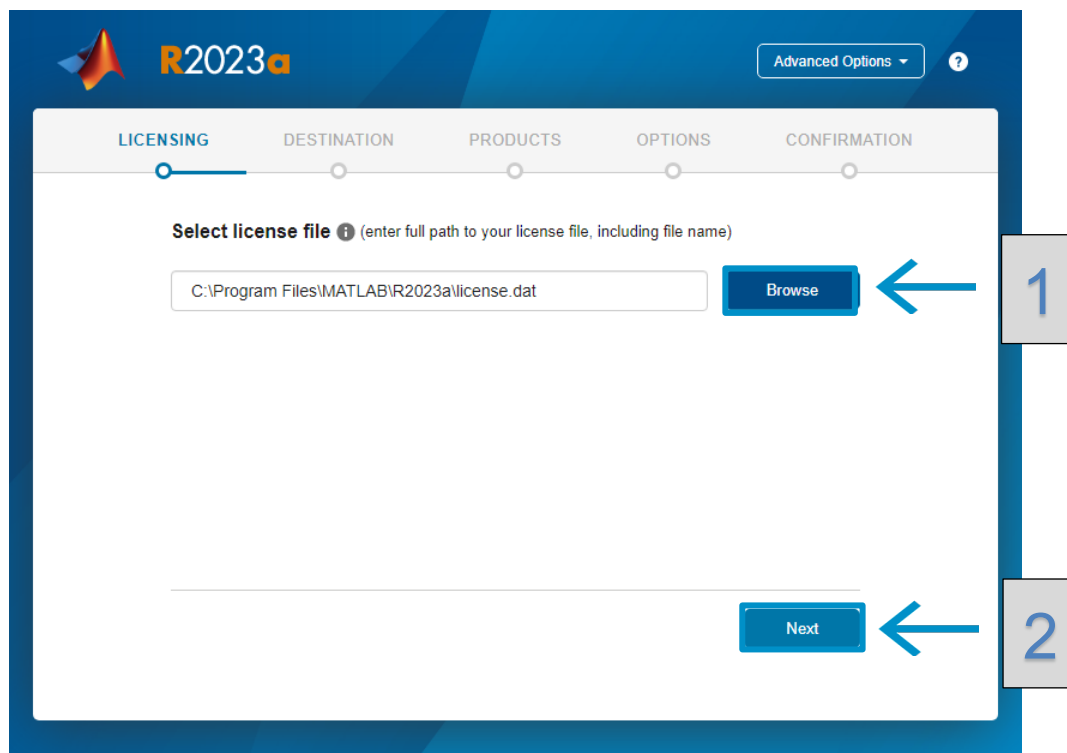 R2023a
Advanced Options
?
LICENSING DESTINATION PRODUCTS OPTIONS CONFIRMATION
Select license file i (enter full path to your license file, including file name)
C:\Program Files\MATLAB\R2023a\license.dat
Browse
1
Next
2